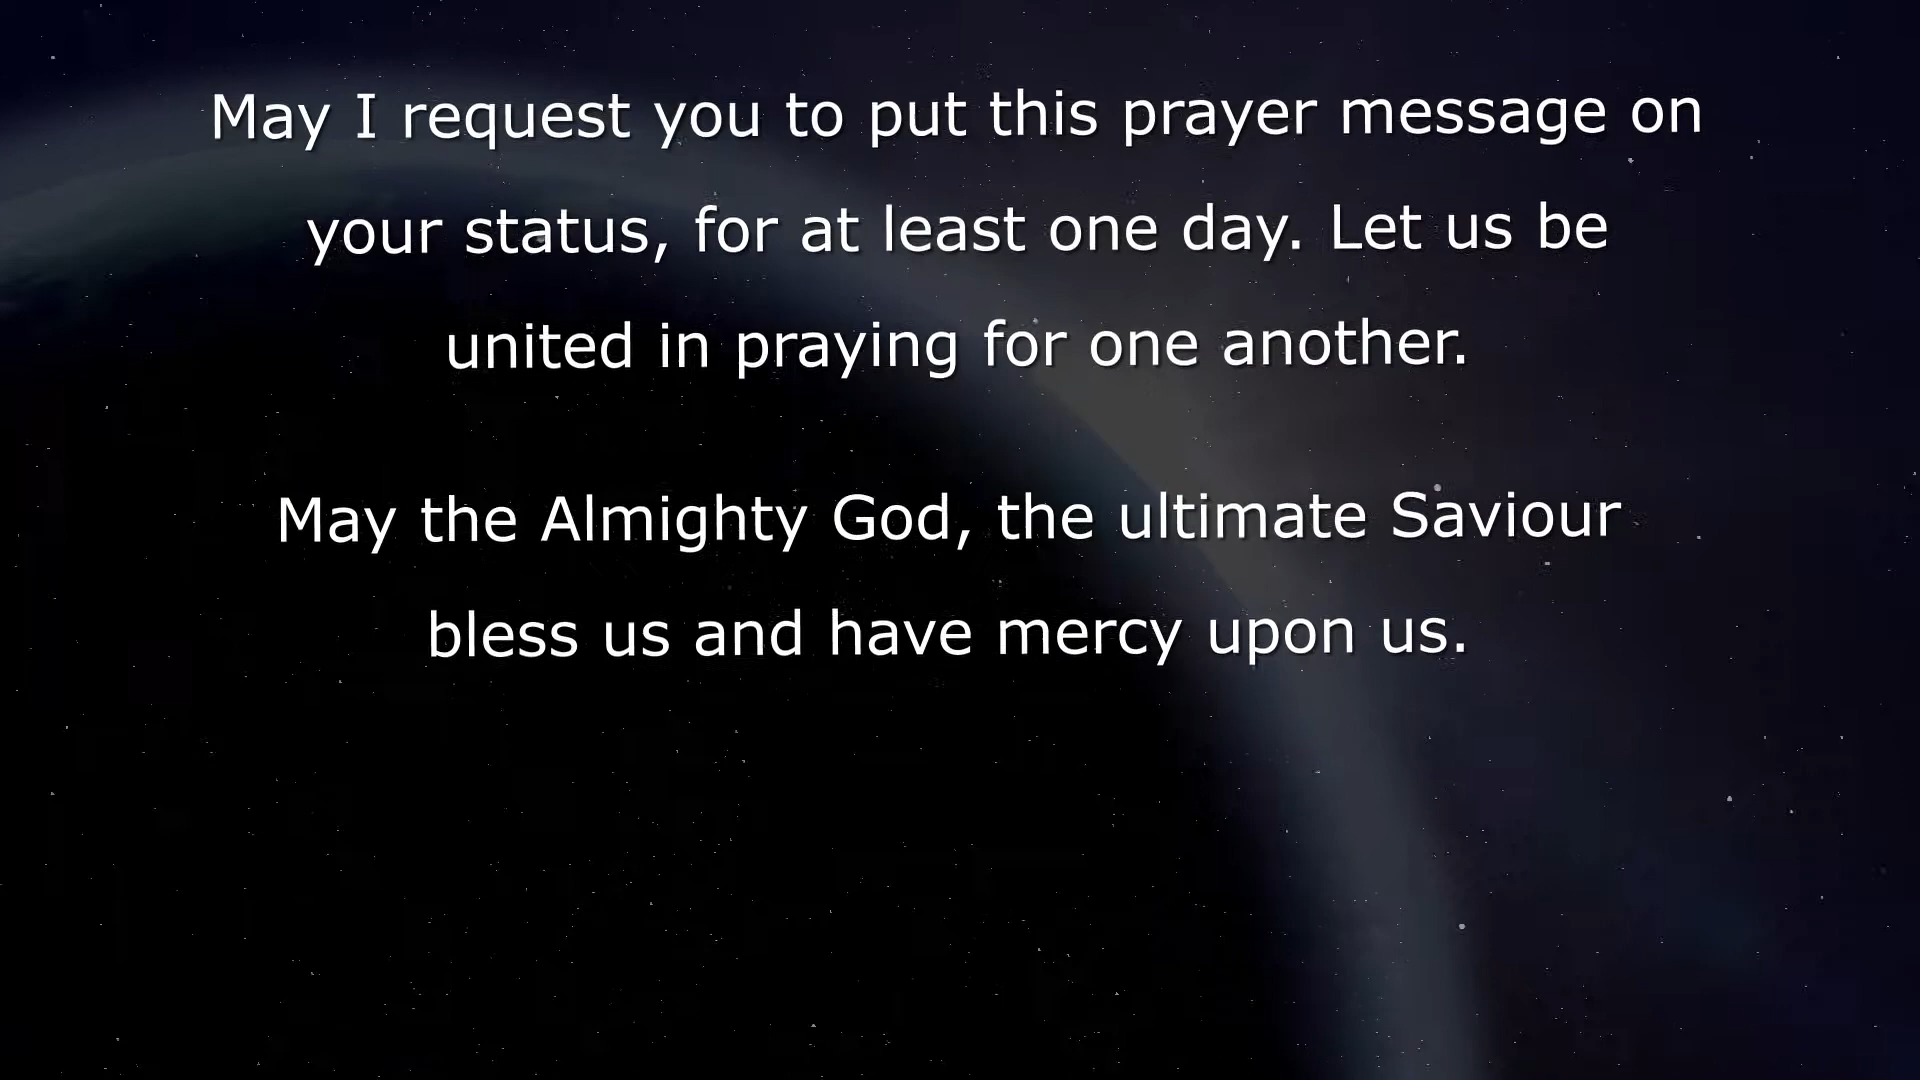 May I request you to put this prayer message on
your status, for at least one day. Let us be
united in praying for one another.
May the Almighty God, the ultimate Saviour
bless us and have mercy upon us.